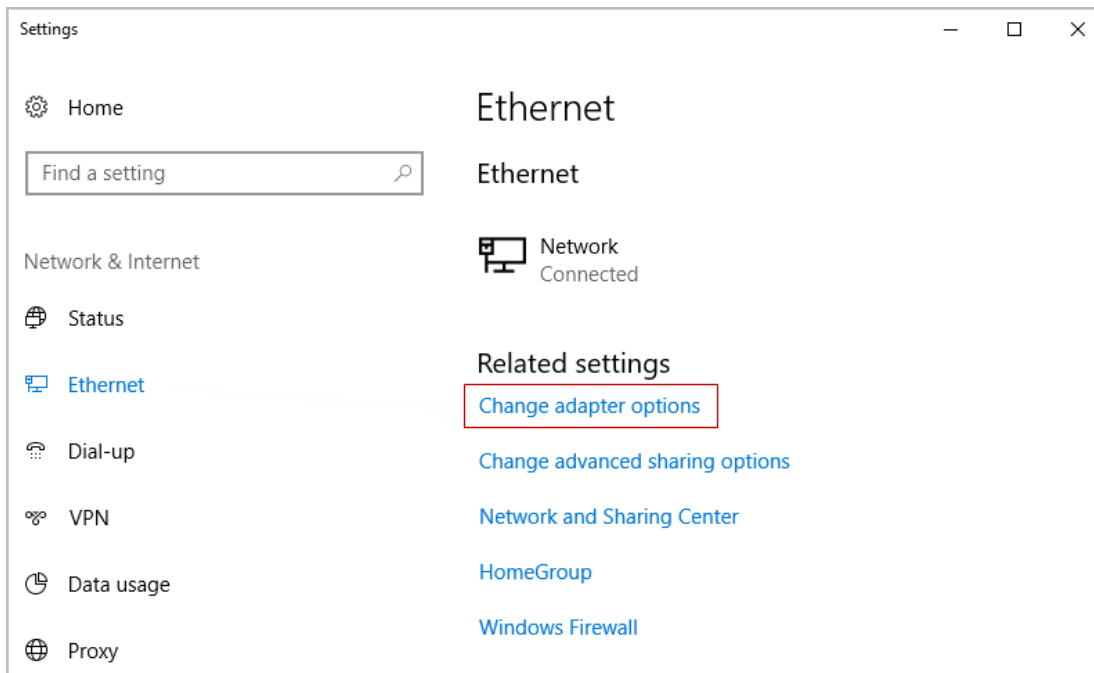 Settings
Home
Find a setting
Network & Internet
Status
Ethernet
Dial-up
VPN
Data usage
Proxy
Ethernet
Ethernet
Network
Connected
Related settings
Change adapter options
Change advanced sharing options
Network and Sharing Center
HomeGroup
Windows Firewall